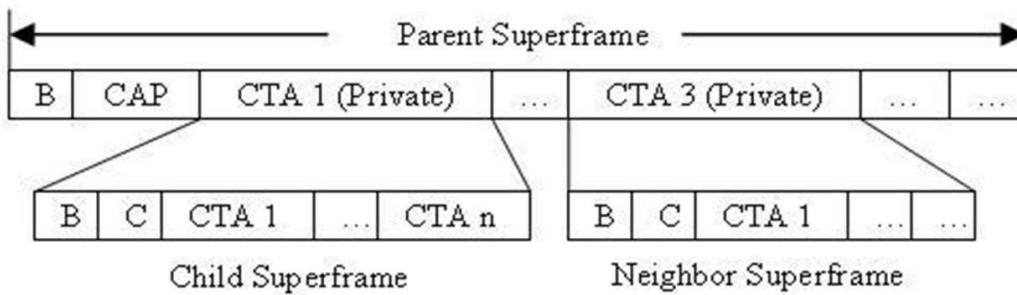 Parent Superframe
B CAP CTA 1 (Private) ... CTA 3 (Private) ... ...
B C CTA 1 ... CTA n B C CTA 1 ... ...
Child Superframe Neighbor Superframe